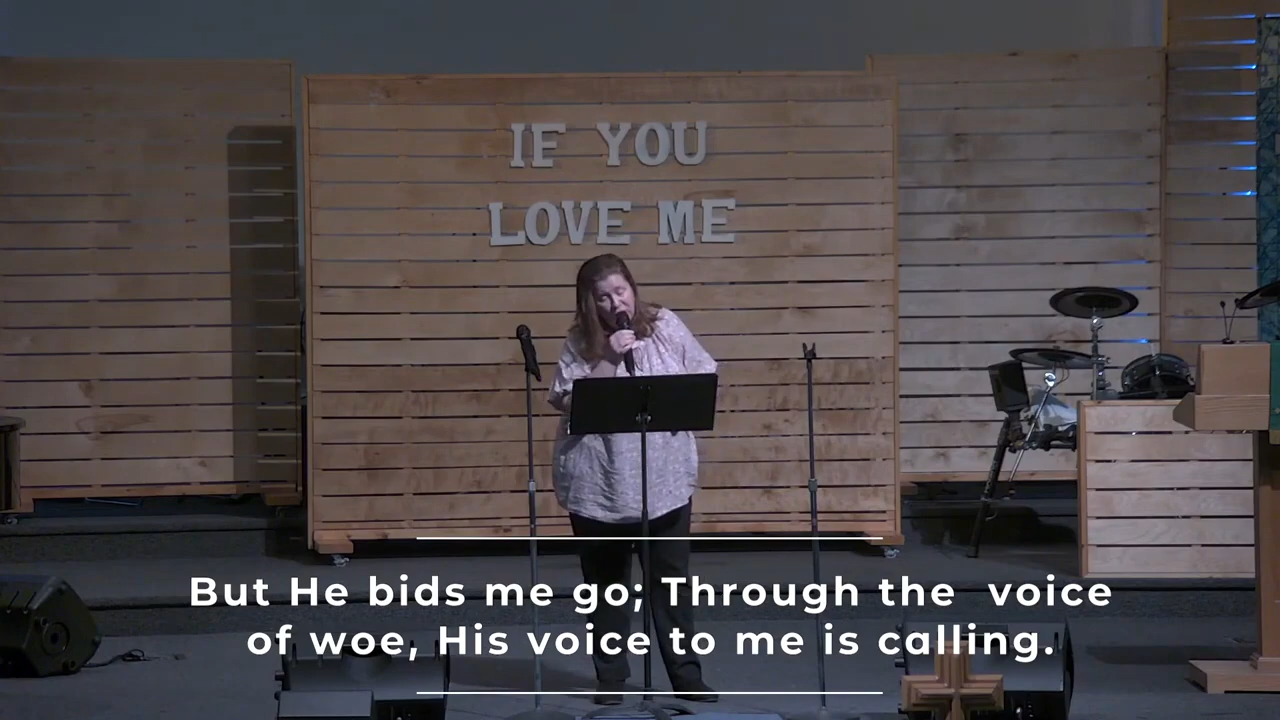 IF YOU
LOVE ME
But He bids me go; Through the  voice
of woe, His voice to me is calling.